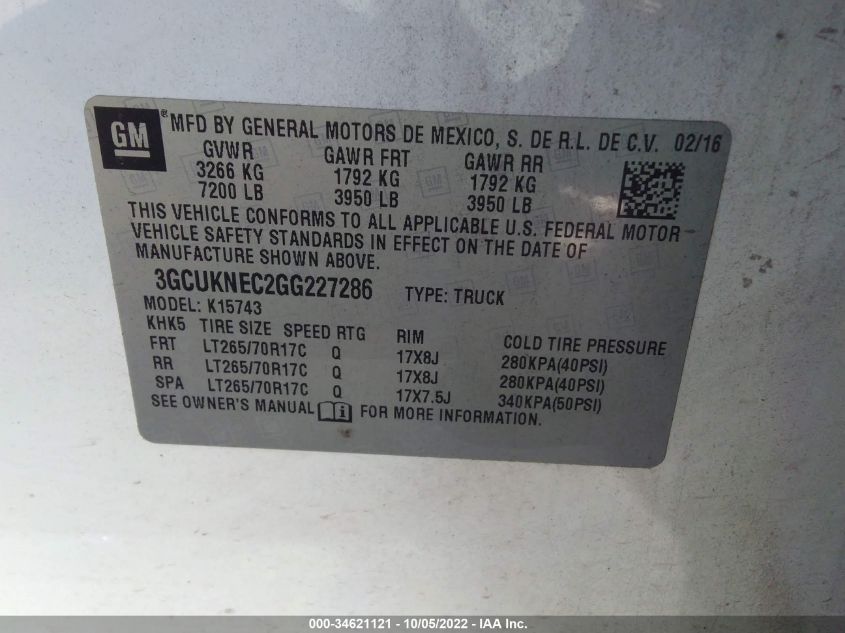 GM ® MFD BY GENERAL MOTORS DE MEXICO, S. DE R.L. DE C.V. 02/16
GVWR GAWR FRT GAWR RR
3266 KG 1792 KG 1792 KG
7200 LB 3950 LB 3950 LB
THIS VEHICLE CONFORMS TO ALL APPLICABLE U.S. FEDERAL MOTOR
VEHICLE SAFETY STANDARDS IN EFFECT ON THE DATE OF
MANUFACTURE SHOWN ABOVE.
3GCUKNEC2GG227286 TYPE: TRUCK
MODEL: K15743
KHK5 TIRE SIZE SPEED RTG RIM COLD TIRE PRESSURE
FRT LT265/70R17C Q 17X8J 280KPA(40PSI)
RR LT265/70R17C Q 17X8J 280KPA(40PSI)
SPA LT265/70R17C Q 17X7.5J 340KPA(50PSI)
SEE OWNER'S MANUAL i FOR MORE INFORMATION.
000-34621121 - 10/05/2022 - IAA Inc.